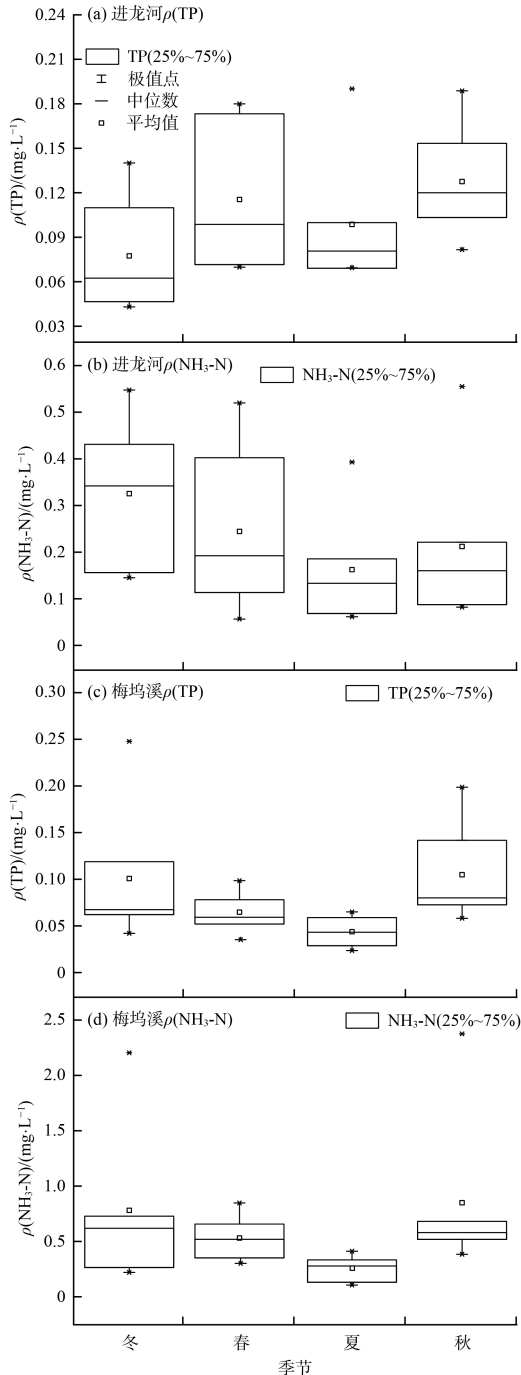 (a) 进龙河ρ(TP)
TP(25%~75%)
极值点
中位数
平均值
0.24
0.21
0.18
0.15
0.12
0.09
0.06
0.03
ρ(TP)/(mg·L⁻¹)
(b) 进龙河ρ(NH₃-N)
NH₃-N(25%~75%)
0.6
0.5
0.4
0.3
0.2
0.1
0
ρ(NH₃-N)/(mg·L⁻¹)
(c) 梅坞溪ρ(TP)
TP(25%~75%)
0.30
0.25
0.20
0.15
0.10
0.05
0
ρ(TP)/(mg·L⁻¹)
(d) 梅坞溪ρ(NH₃-N)
NH₃-N(25%~75%)
2.5
2.0
1.5
1.0
0.5
0
ρ(NH₃-N)/(mg·L⁻¹)
冬 春 夏 秋
季节